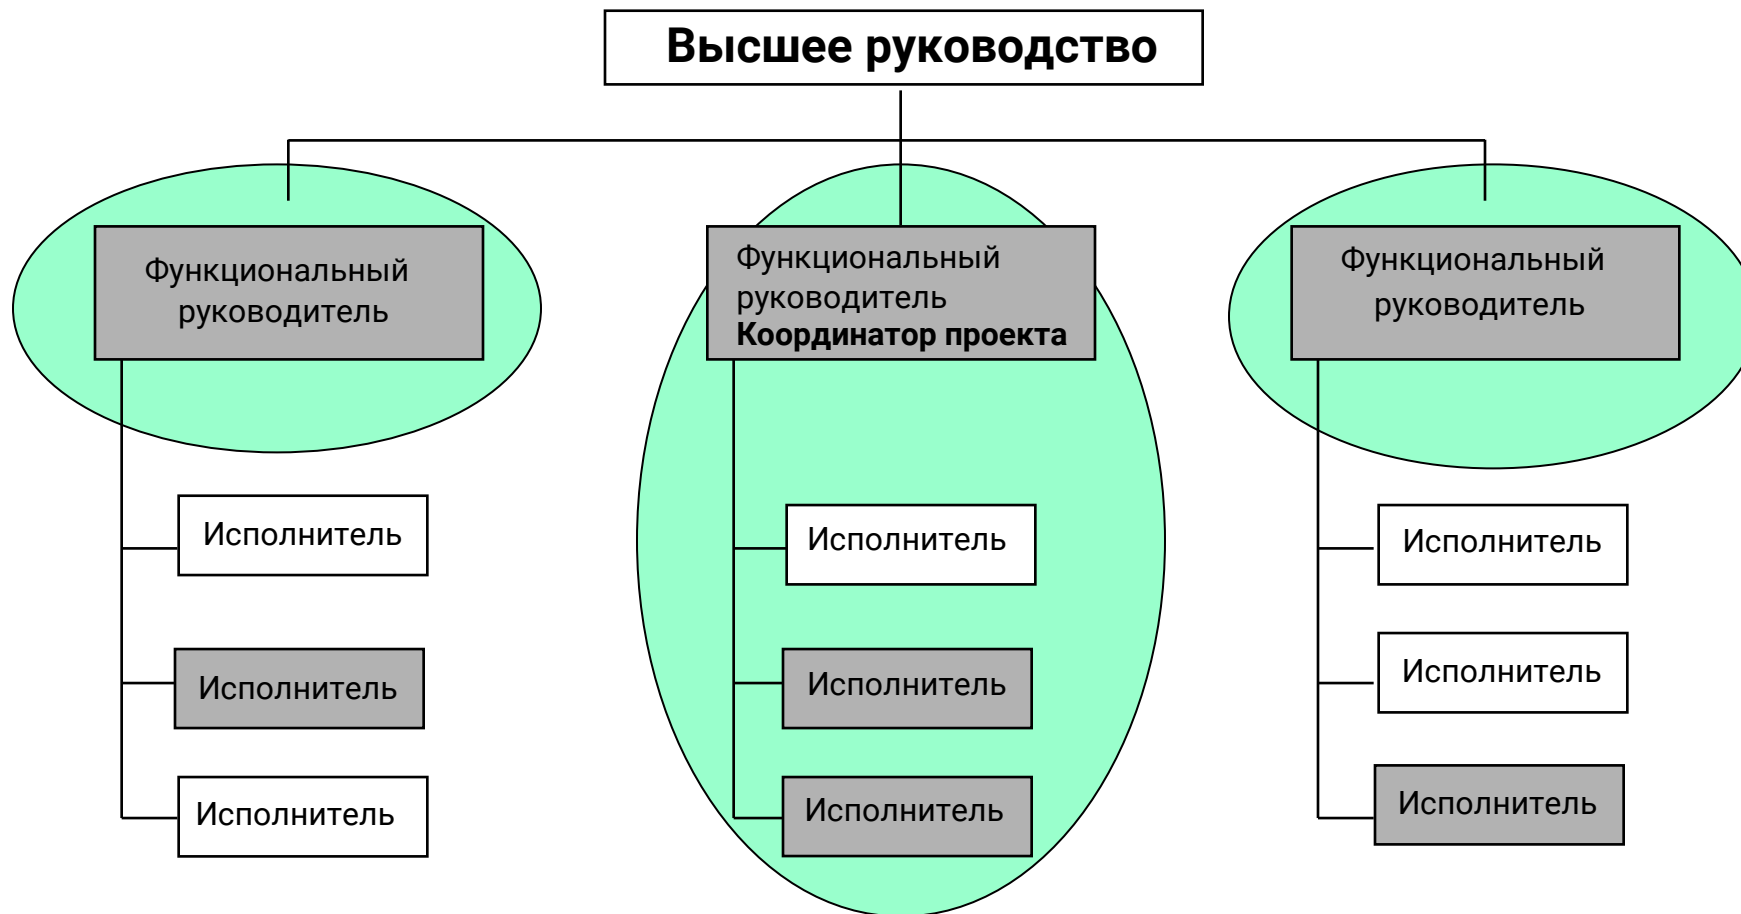 Высшее руководство
Функциональный
руководитель
Функциональный
руководитель
Координатор проекта
Функциональный
руководитель
Исполнитель
Исполнитель
Исполнитель
Исполнитель
Исполнитель
Исполнитель
Исполнитель
Исполнитель
Исполнитель